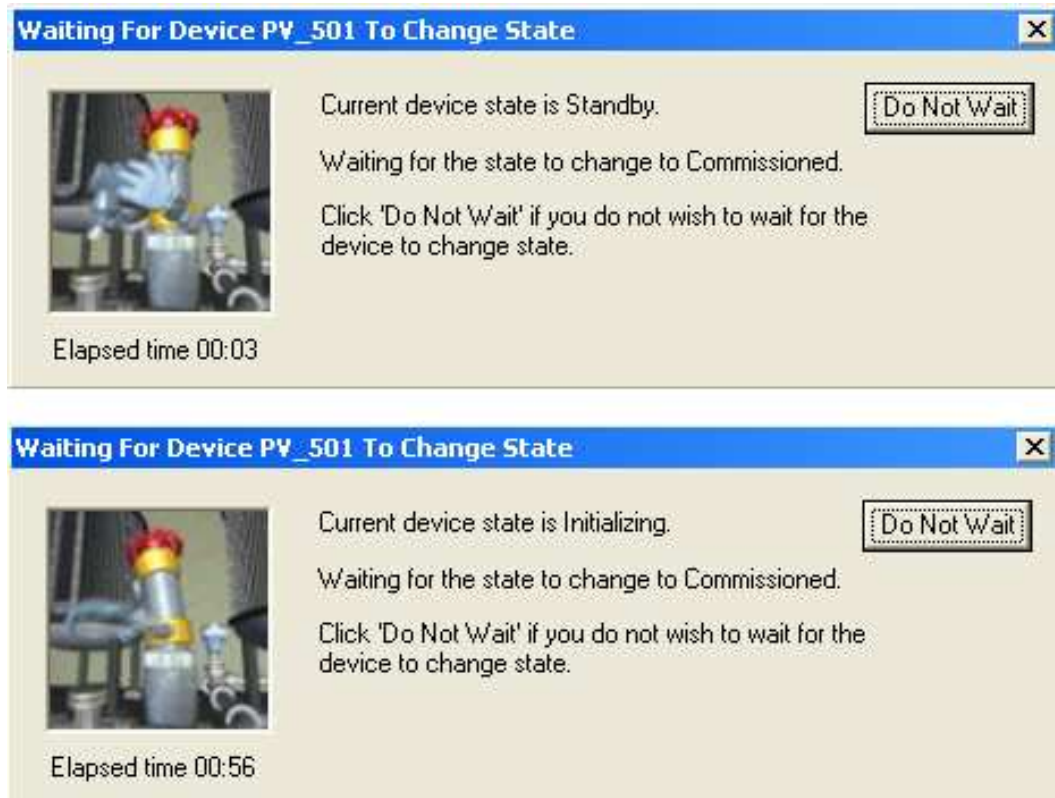 Waiting For Device PV_501 To Change State
Current device state is Standby.
Do Not Wait
Waiting for the state to change to Commissioned.
Click 'Do Not Wait' if you do not wish to wait for the
device to change state.
Elapsed time 00:03
Waiting For Device PV_501 To Change State
Current device state is Initializing.
Do Not Wait
Waiting for the state to change to Commissioned.
Click 'Do Not Wait' if you do not wish to wait for the
device to change state.
Elapsed time 00:56